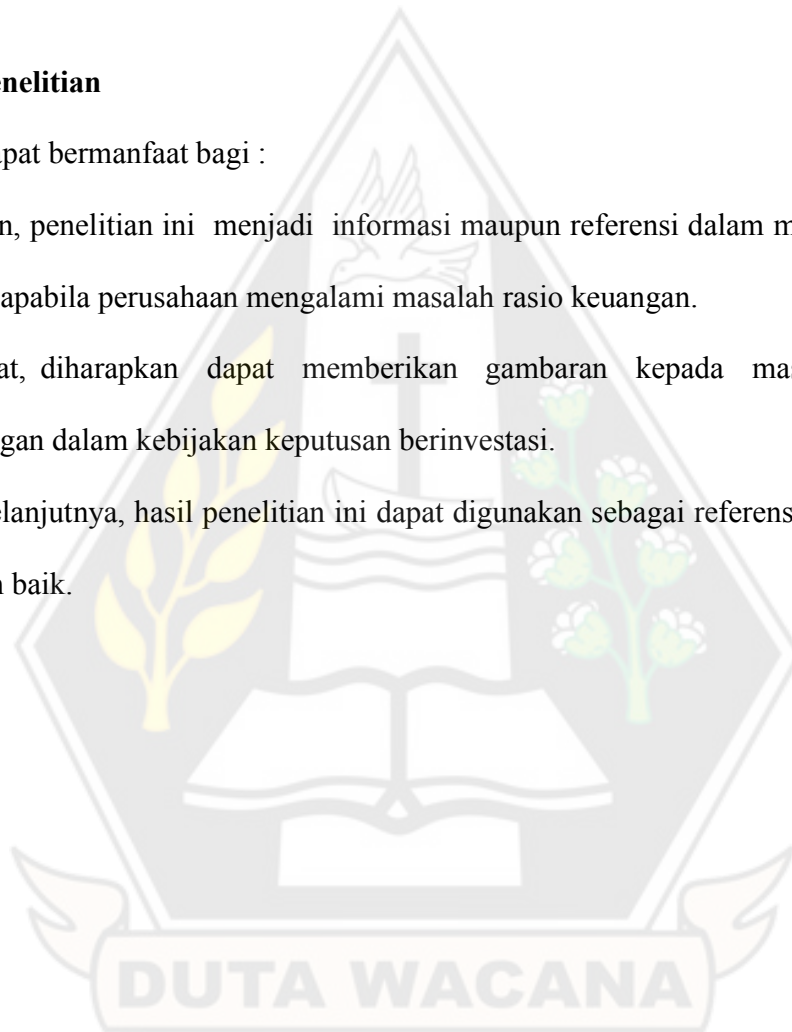 enelitian
apat bermanfaat bagi :
n, penelitian ini menjadi informasi maupun referensi dalam m
apabila perusahaan mengalami masalah rasio keuangan.
at, diharapkan dapat memberikan gambaran kepada mas
gan dalam kebijakan keputusan berinvestasi.
elanjutnya, hasil penelitian ini dapat digunakan sebagai referens
n baik.
DUTA WACANA